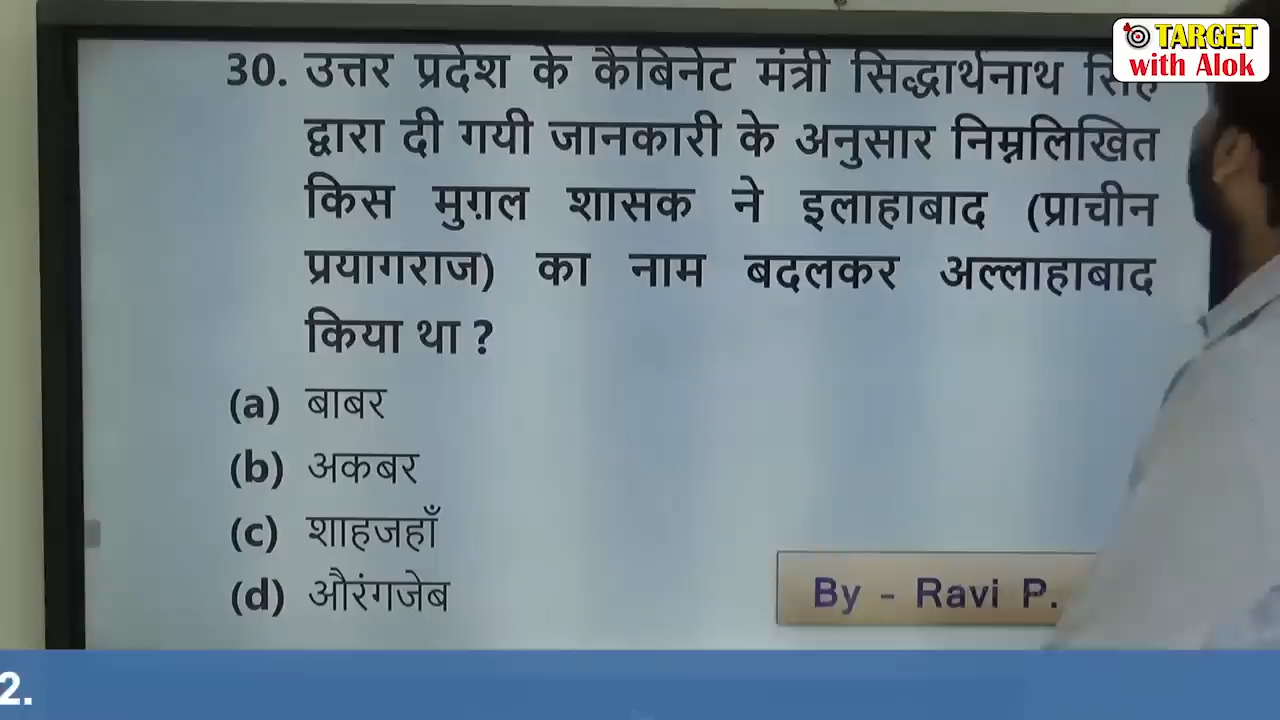 TARGET
with Alok
30. उत्तर प्रदेश के कैबिनेट मंत्री सिद्धार्थनाथ सिंह
द्वारा दी गयी जानकारी के अनुसार निम्नलिखित
किस मुग़ल शासक ने इलाहाबाद (प्राचीन
प्रयागराज) का नाम बदलकर अल्लाहाबाद
किया था ?
(a) बाबर
(b) अकबर
(c) शाहजहाँ
(d) औरंगजेब
By - Ravi P.
2.